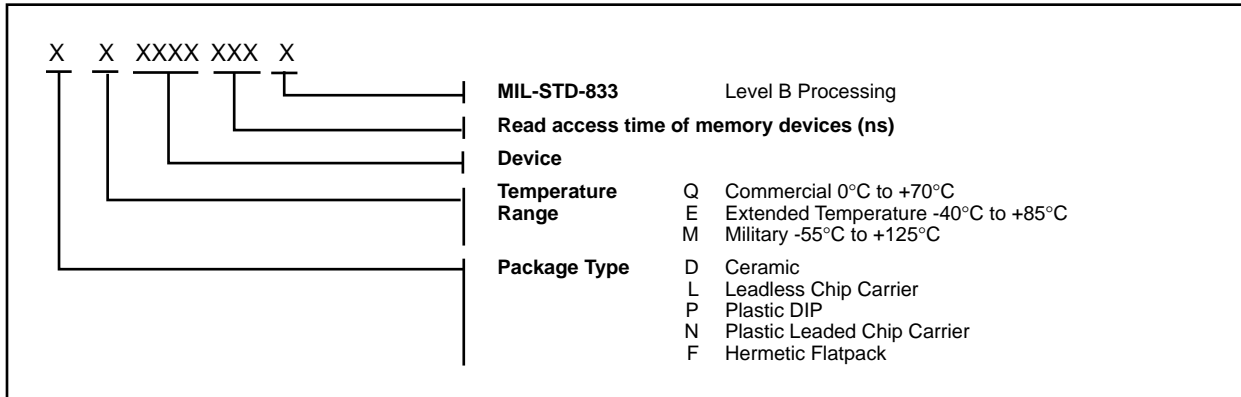 X X XXXX XXX X
MIL-STD-833 Level B Processing
Read access time of memory devices (ns)
Device
Temperature Q Commercial 0°C to +70°C
Range E Extended Temperature -40°C to +85°C
M Military -55°C to +125°C
Package Type D Ceramic
L Leadless Chip Carrier
P Plastic DIP
N Plastic Leaded Chip Carrier
F Hermetic Flatpack